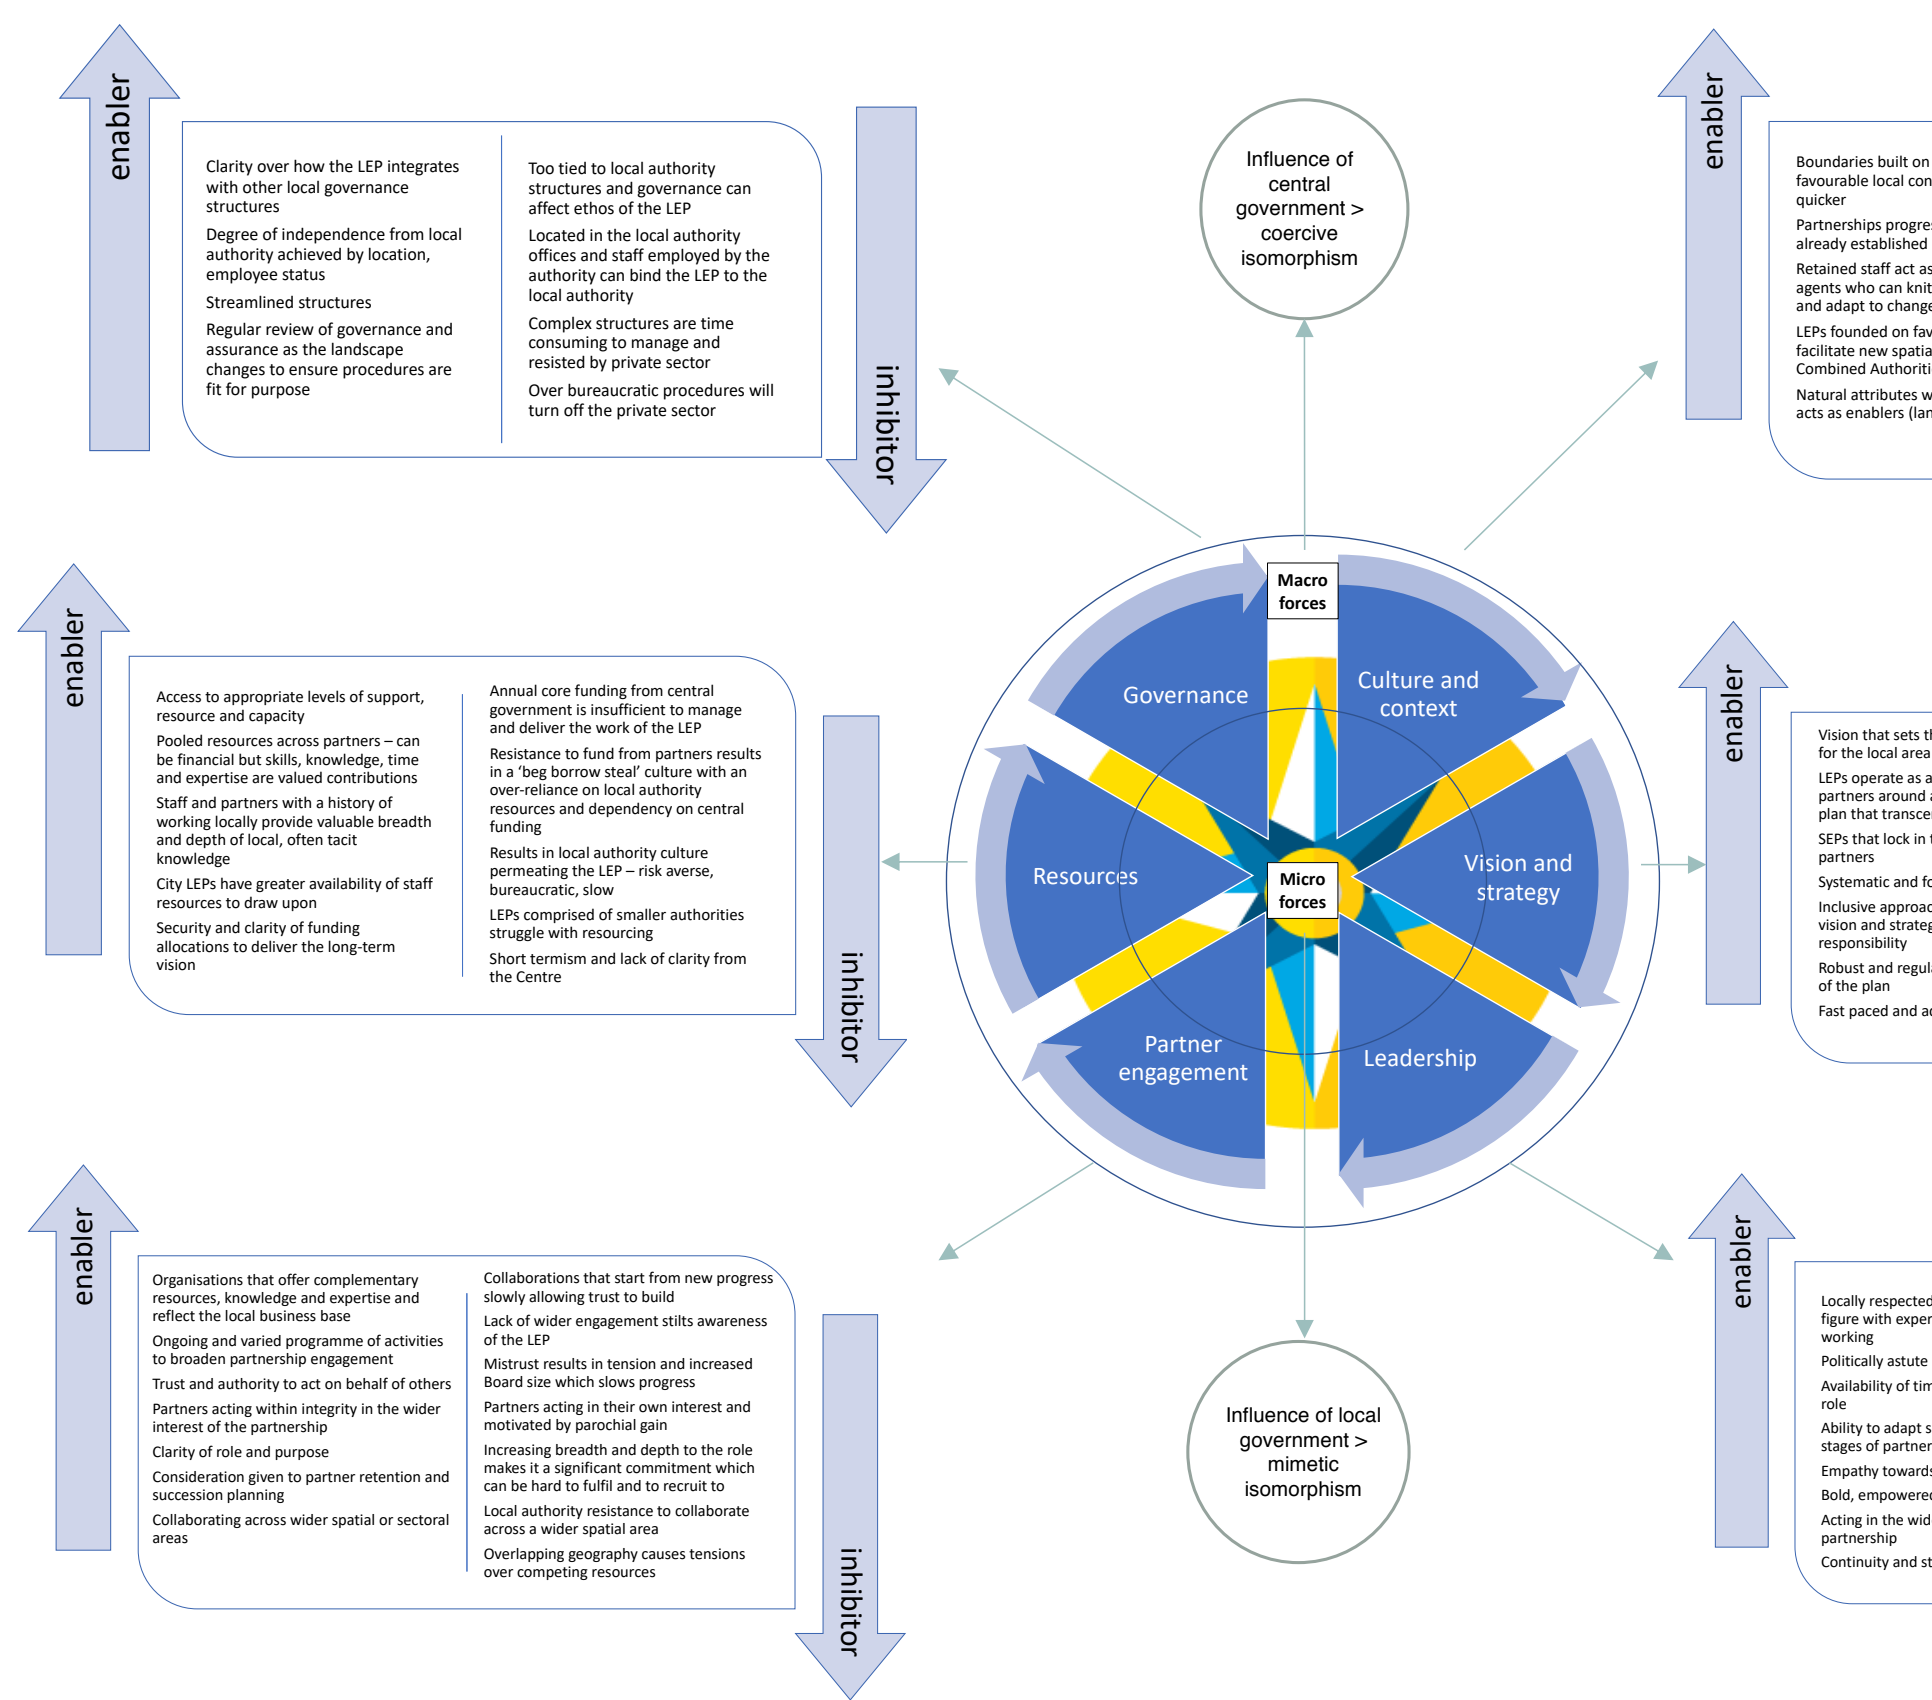 enabler
Clarity over how the LEP integrates
with other local governance
structures
Degree of independence from local
authority achieved by location,
employee status
Streamlined structures
Regular review of governance and
assurance as the landscape
changes to ensure procedures are
fit for purpose
Too tied to local authority
structures and governance can
affect ethos of the LEP
Located in the local authority
offices and staff employed by the
authority can bind the LEP to the
local authority
Complex structures are time
consuming to manage and
resisted by private sector
Over bureaucratic procedures will
turn off the private sector
inhibitor
Influence of
central
government >
coercive
isomorphism
enabler
Boundaries built on
favourable local con
quicker
Partnerships progre
already established
Retained staff act as
agents who can knit
and adapt to change
LEPs founded on fav
facilitate new spatia
Combined Authoriti
Natural attributes w
acts as enablers (lan
enabler
Access to appropriate levels of support,
resource and capacity
Pooled resources across partners – can
be financial but skills, knowledge, time
and expertise are valued contributions
Staff and partners with a history of
working locally provide valuable breadth
and depth of local, often tacit
knowledge
City LEPs have greater availability of staff
resources to draw upon
Security and clarity of funding
allocations to deliver the long-term
vision
Annual core funding from central
government is insufficient to manage
and deliver the work of the LEP
Resistance to fund from partners results
in a ‘beg borrow steal’ culture with an
over-reliance on local authority
resources and dependency on central
funding
Results in local authority culture
permeating the LEP – risk averse,
bureaucratic, slow
LEPs comprised of smaller authorities
struggle with resourcing
Short termism and lack of clarity from
the Centre
inhibitor
Macro
forces
Governance
Culture and
context
Resources
Micro
forces
Vision and
strategy
Partner
engagement
Leadership
enabler
Vision that sets th
for the local area
LEPs operate as a
partners around a
plan that transcen
SEPs that lock in t
partners
Systematic and fo
Inclusive approac
vision and strateg
responsibility
Robust and regula
of the plan
Fast paced and ac
enabler
Organisations that offer complementary
resources, knowledge and expertise and
reflect the local business base
Ongoing and varied programme of activities
to broaden partnership engagement
Trust and authority to act on behalf of others
Partners acting within integrity in the wider
interest of the partnership
Clarity of role and purpose
Consideration given to partner retention and
succession planning
Collaborating across wider spatial or sectoral
areas
Collaborations that start from new progress
slowly allowing trust to build
Lack of wider engagement stilts awareness
of the LEP
Mistrust results in tension and increased
Board size which slows progress
Partners acting in their own interest and
motivated by parochial gain
Increasing breadth and depth to the role
makes it a significant commitment which
can be hard to fulfil and to recruit to
Local authority resistance to collaborate
across a wider spatial area
Overlapping geography causes tensions
over competing resources
inhibitor
Influence of local
government >
mimetic
isomorphism
enabler
Locally respected
figure with exper
working
Politically astute
Availability of tim
role
Ability to adapt s
stages of partner
Empathy towards
Bold, empowered
Acting in the wid
partnership
Continuity and st